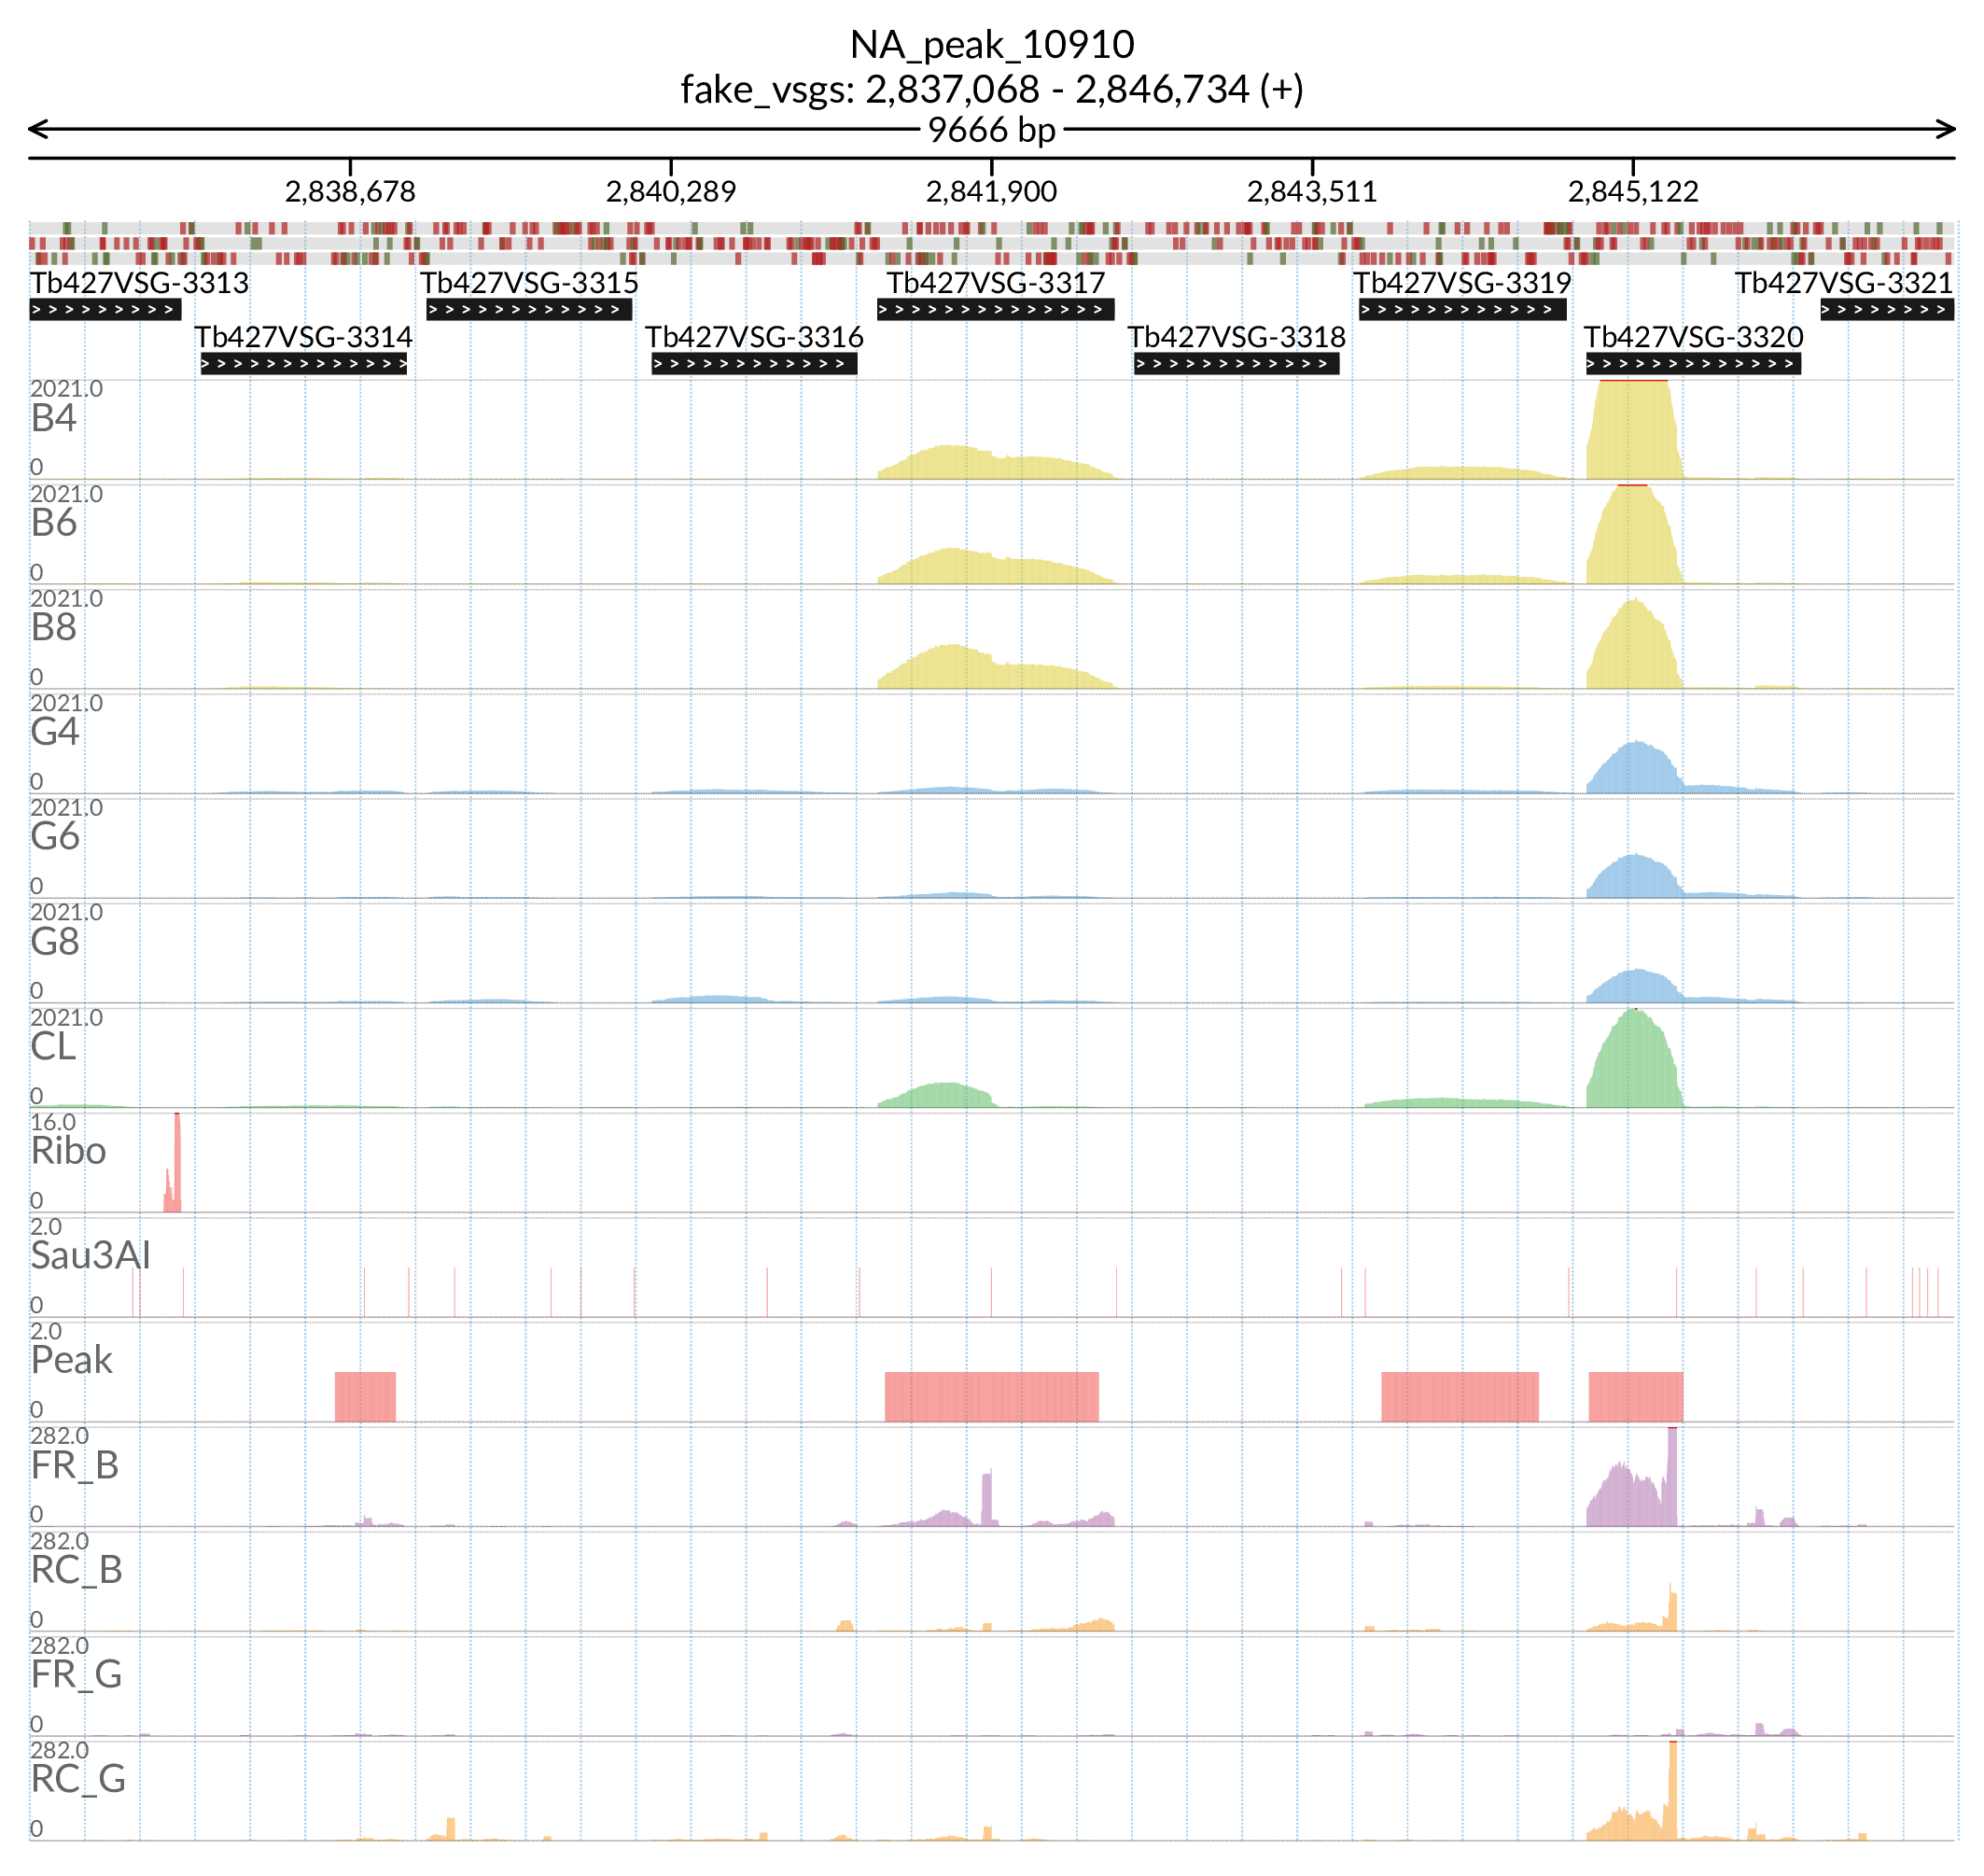 NA_peak_10910
fake_vsgs: 2,837,068 - 2,846,734 (+)
9666 bp
2,838,678 2,840,289 2,841,900 2,843,511 2,845,122
Tb427VSG-3313 Tb427VSG-3315 Tb427VSG-3317 Tb427VSG-3319 Tb427VSG-3321
Tb427VSG-3314 Tb427VSG-3316 Tb427VSG-3318 Tb427VSG-3320
2021.0
B4
0
2021.0
B6
0
2021.0
B8
0
2021.0
G4
0
2021.0
G6
0
2021.0
G8
0
2021.0
CL
0
16.0
Ribo
0
2.0
Sau3AI
0
2.0
Peak
0
282.0
FR_B
0
282.0
RC_B
0
282.0
FR_G
0
282.0
RC_G
0